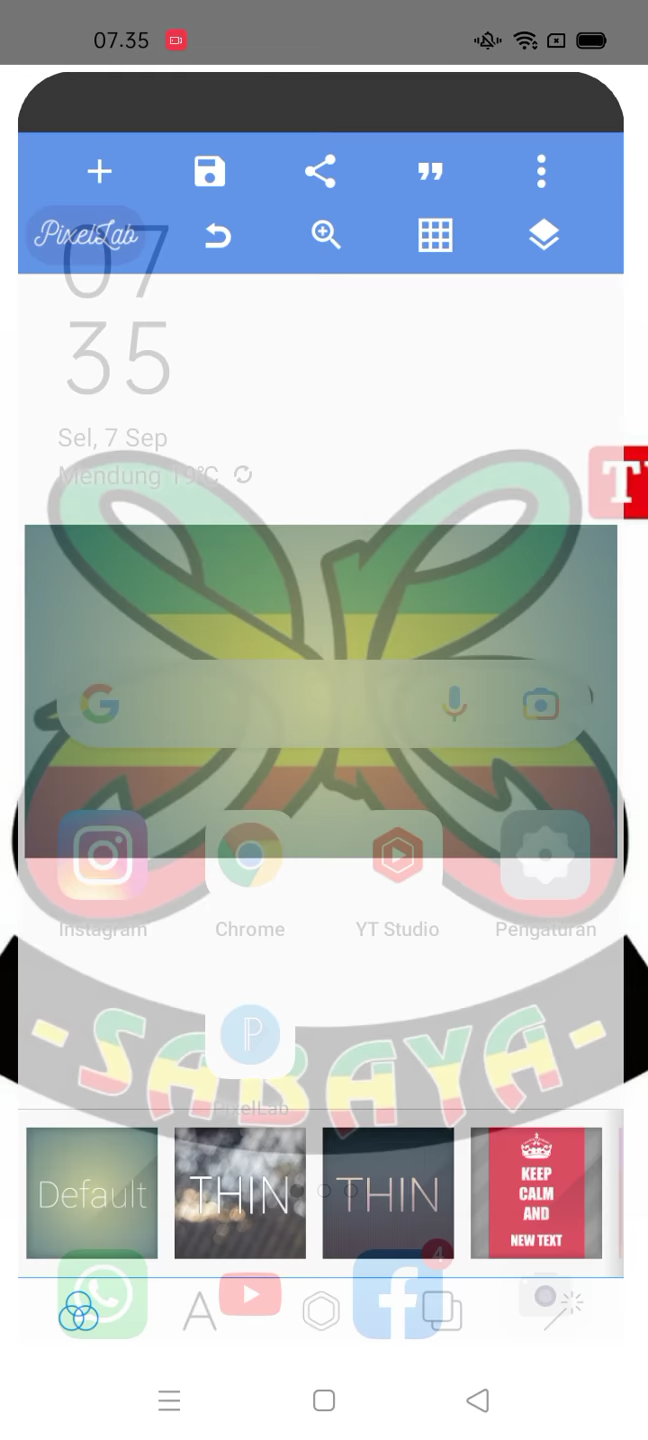 07.35
PixelLab
07
35
Sel, 7 Sep
Mendung 19°C
T
Instagram
Chrome
YT Studio
Pengaturan
P
PixelLab
-SABAYA-
Default
THIN
THIN
KEEP
CALM
AND
NEW TEXT
4
A